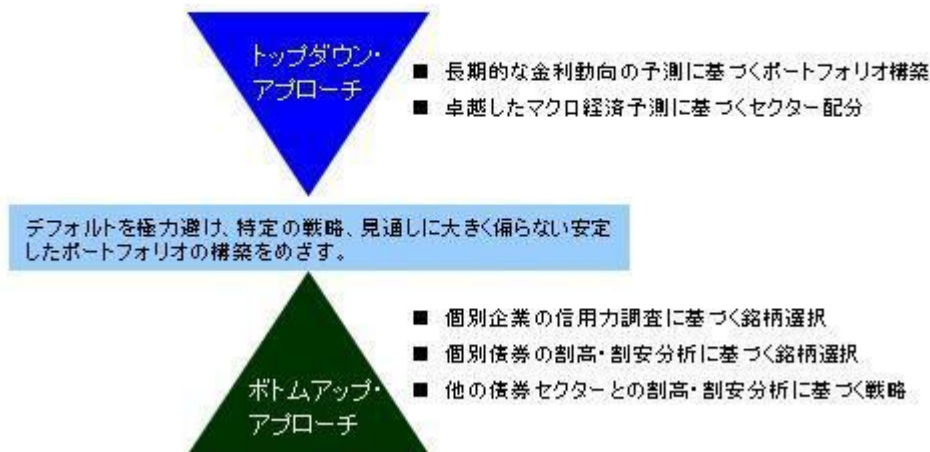 トップダウン・
アプローチ
■ 長期的な金利動向の予測に基づくポートフォリオ構築
■ 卓越したマクロ経済予測に基づくセクター配分
デフォルトを極力避け、特定の戦略、見通しに大きく偏らない安定
したポートフォリオの構築をめざす。
■ 個別企業の信用力調査に基づく銘柄選択
■ 個別債券の割高・割安分析に基づく銘柄選択
■ 他の債券セクターとの割高・割安分析に基づく戦略
ボトムアップ・
アプローチ